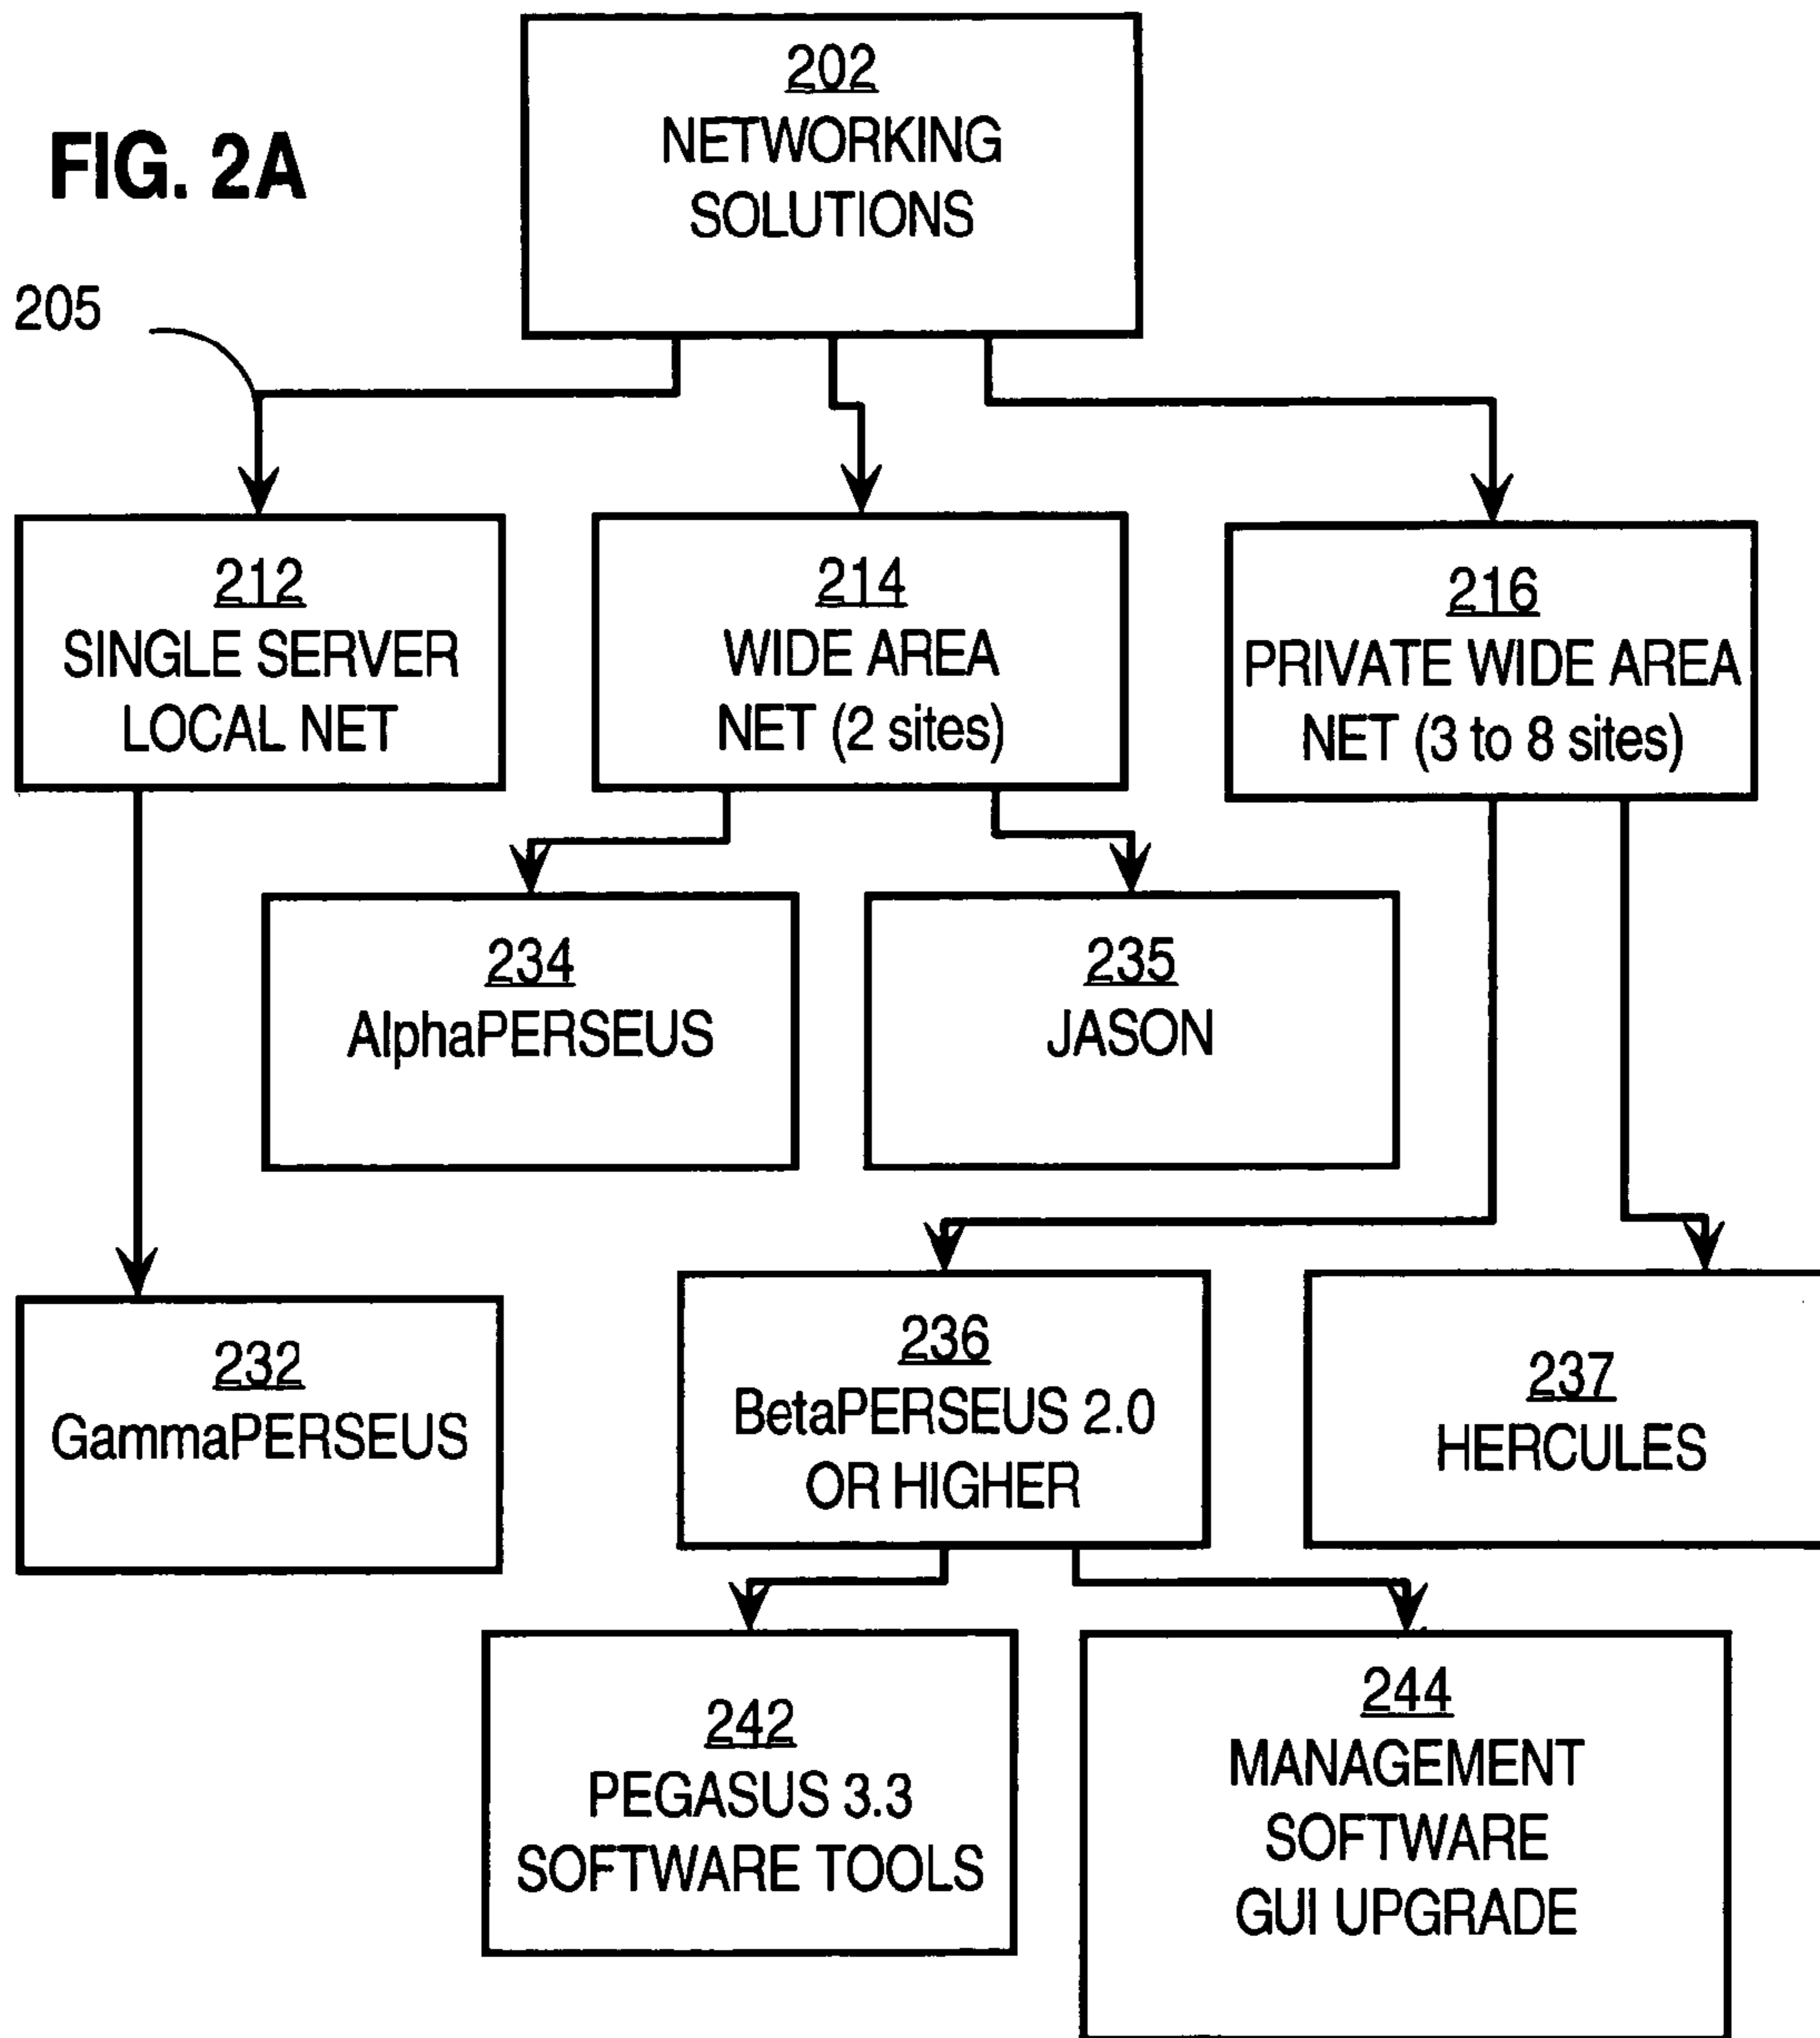 202
NETWORKING
SOLUTIONS
FIG. 2A
205
212
SINGLE SERVER
LOCAL NET
214
WIDE AREA
NET (2 sites)
216
PRIVATE WIDE AREA
NET (3 to 8 sites)
234
AlphaPERSEUS
235
JASON
232
GammaPERSEUS
236
BetaPERSEUS 2.0
OR HIGHER
237
HERCULES
242
PEGASUS 3.3
SOFTWARE TOOLS
244
MANAGEMENT
SOFTWARE
GUI UPGRADE